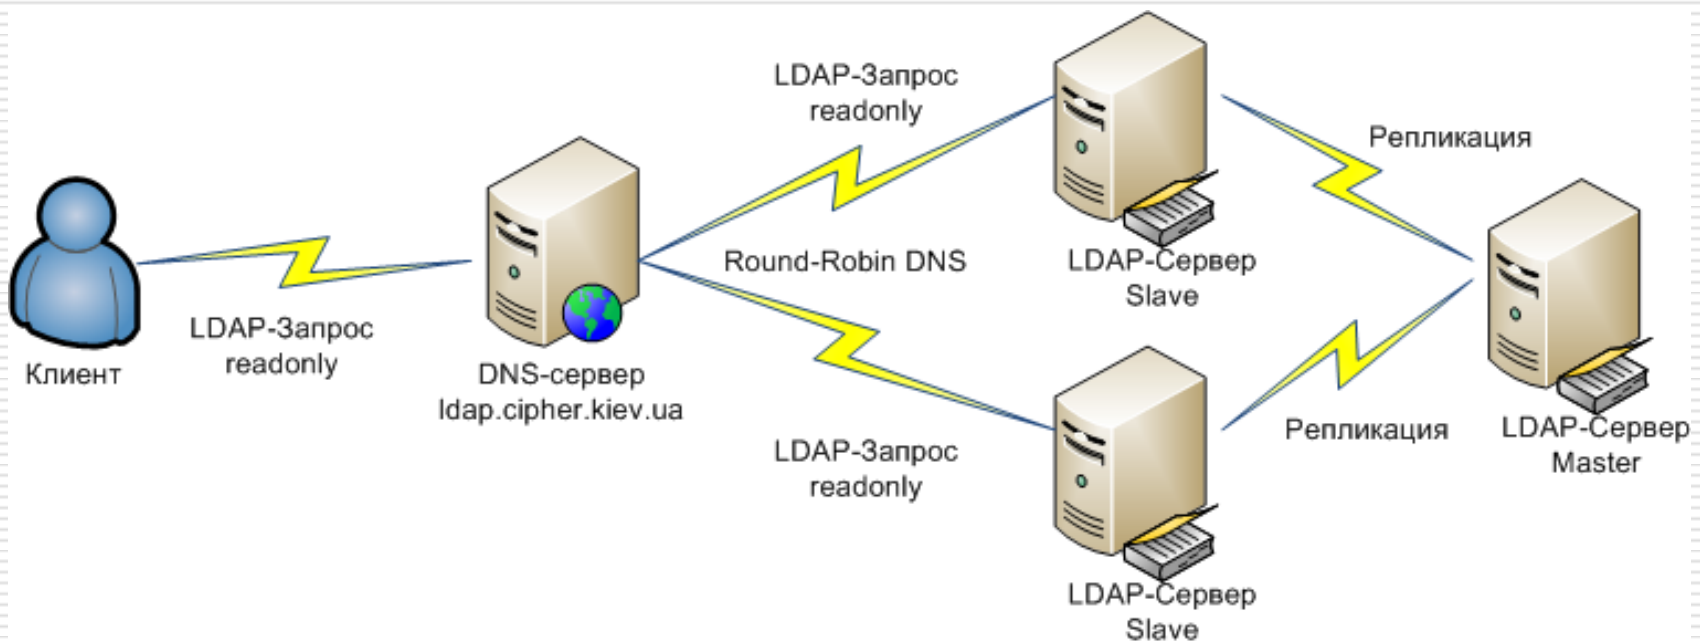 LDAP-Запрос
readonly
Репликация
Round-Robin DNS
LDAP-Сервер
Slave
LDAP-Запрос
readonly
Клиент
DNS-сервер
ldap.cipher.kiev.ua
LDAP-Запрос
readonly
Репликация
LDAP-Сервер
Master
LDAP-Сервер
Slave